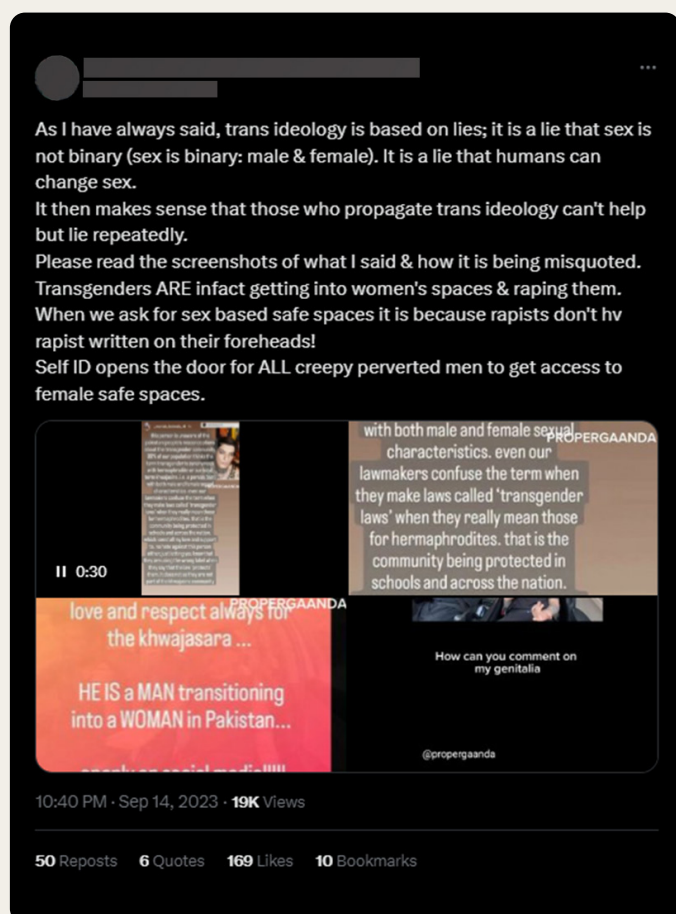 As I have always said, trans ideology is based on lies; it is a lie that sex is
not binary (sex is binary: male & female). It is a lie that humans can
change sex.
It then makes sense that those who propagate trans ideology can't help
but lie repeatedly.
Please read the screenshots of what I said & how it is being misquoted.
Transgenders ARE infact getting into women's spaces & raping them.
When we ask for sex based safe spaces it is because rapists don't hv
rapist written on their foreheads!
Self ID opens the door for ALL creepy perverted men to get access to
female safe spaces.
0:30
with both male and female sexual
PROPERGAANDA
characteristics. even our
lawmakers confuse the term when
they make laws called 'transgender
laws' when they really mean those
for hermaphrodites. that is the
community being protected in
schools and across the nation.
PROPERGAANDA
love and respect always for
the khwajasara ...
HE IS a MAN transitioning
into a WOMAN in Pakistan...
How can you comment on
my genitalia
@propergaanda
10:40 PM · Sep 14, 2023 · 19K Views
50 Reposts 6 Quotes 169 Likes 10 Bookmarks